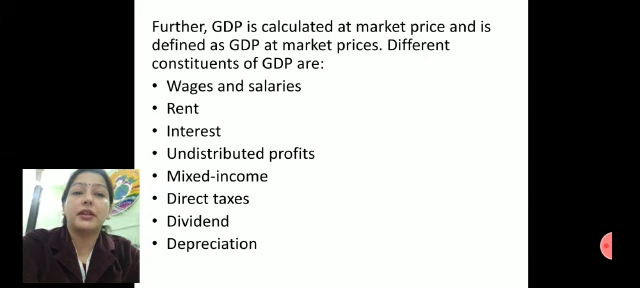 Further, GDP is calculated at market price and is
defined as GDP at market prices. Different
constituents of GDP are:
• Wages and salaries
• Rent
• Interest
• Undistributed profits
• Mixed-income
• Direct taxes
• Dividend
• Depreciation